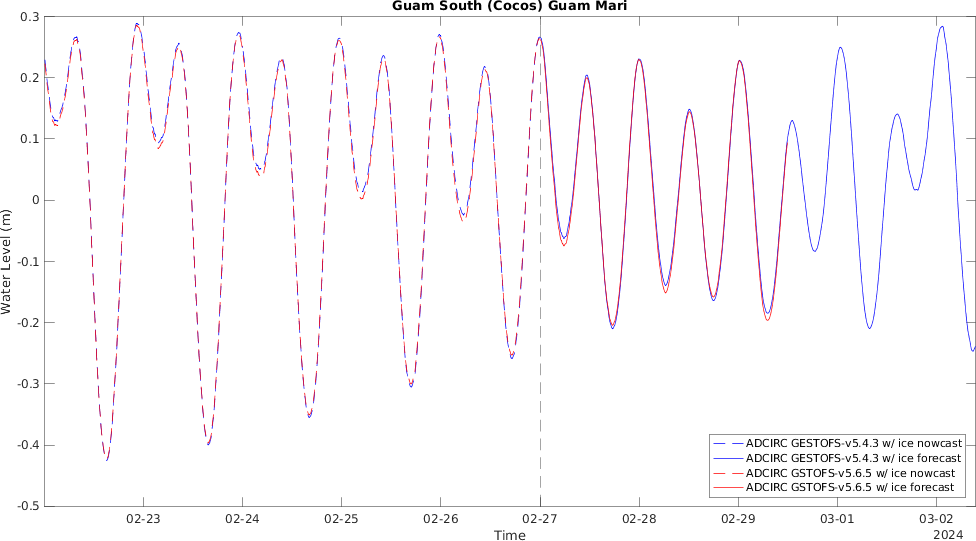 Guam South (Cocos) Guam Mari
0.3
0.2
0.1
0
-0.1
-0.2
-0.3
-0.4
-0.5
Water Level (m)
02-23
02-24
02-25
02-26
02-27
02-28
02-29
03-01
03-02
Time
2024
ADCIRC GESTOFS-v5.4.3 w/ ice nowcast
ADCIRC GESTOFS-v5.4.3 w/ ice forecast
ADCIRC GSTOFS-v5.6.5 w/ ice nowcast
ADCIRC GSTOFS-v5.6.5 w/ ice forecast